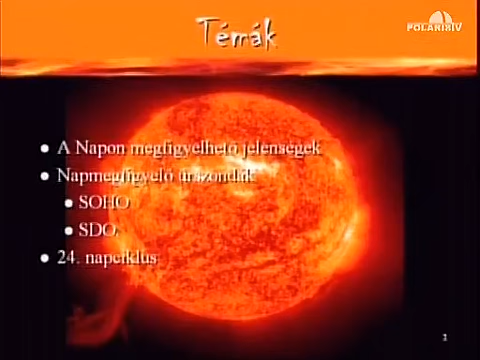 Témák
POLARISTV
A Napon megfigyelhető jelenségek
Napmegfigyelő űrszondák
SOHO
SDO
24. napciklus
2